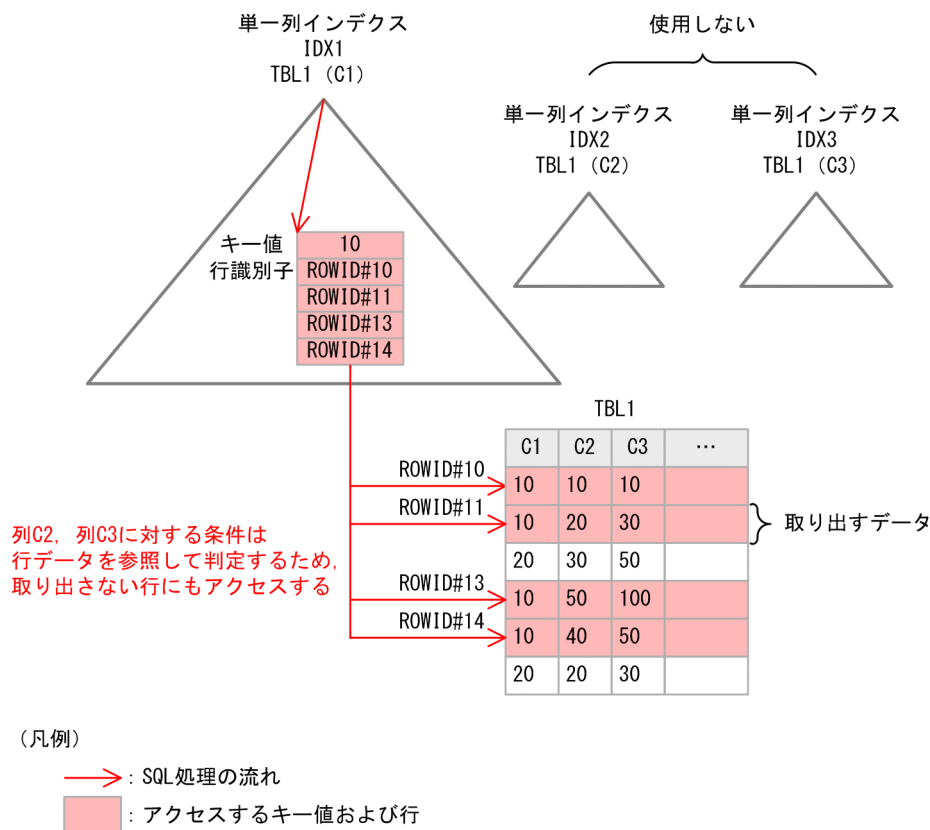 単一列インデクス
IDX1
TBL1（C1）
使用しない
単一列インデクス
IDX2
TBL1（C2）
単一列インデクス
IDX3
TBL1（C3）
キー値 10
行識別子 ROWID#10
ROWID#11
ROWID#13
ROWID#14
TBL1
C1 C2 C3 …
ROWID#10 10 10 10
ROWID#11 10 20 30 取り出すデータ
20 30 50
ROWID#13 10 50 100
ROWID#14 10 40 50
20 20 30
列C2，列C3に対する条件は
行データを参照して判定するため，
取り出さない行にもアクセスする
（凡例）
：SQL処理の流れ
：アクセスするキー値および行